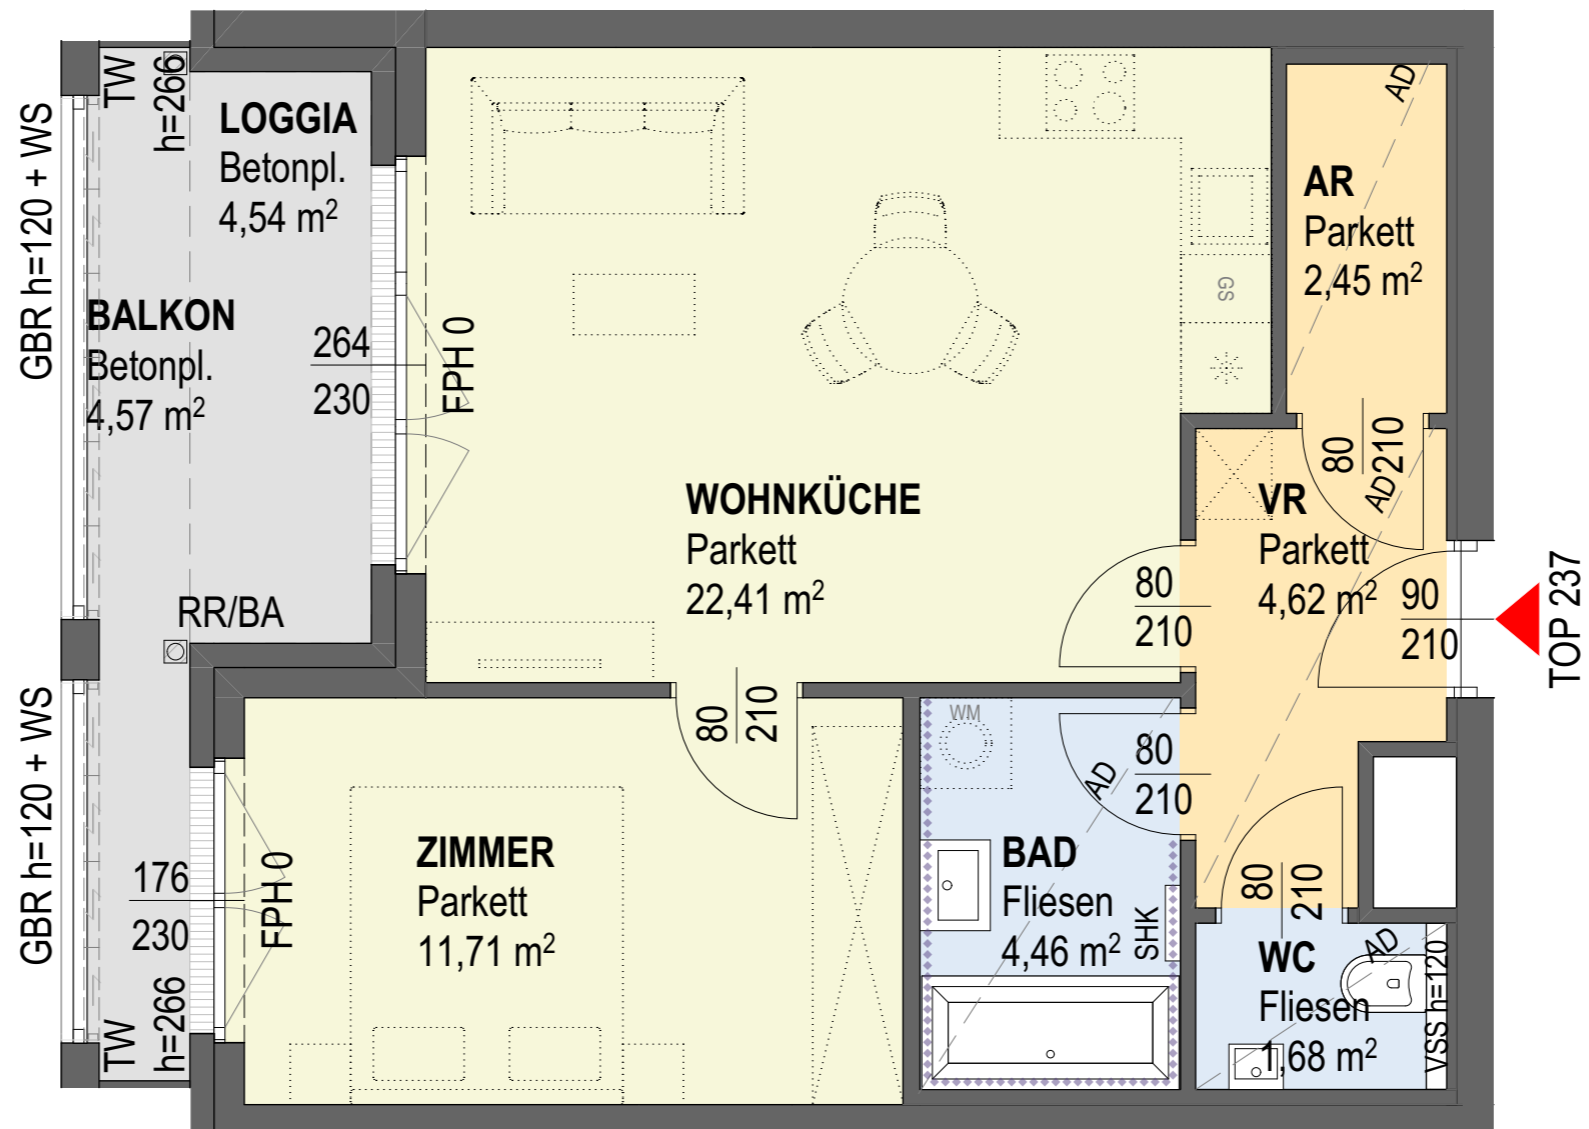 TW
h=266
GBR h=120 + WS
LOGGIA
Betonpl.
4,54 m²
BALKON
Betonpl.
4,57 m²
264
230
FPH 0
RR/BA
WOHNKÜCHE
Parkett
22,41 m²
GS
AD
AR
Parkett
2,45 m²
80
210
AD
VR
Parkett
4,62 m²
80
210
90
210
TOP 237
GBR h=120 + WS
80
210
WM
AD
80
210
176
230
FPH 0
ZIMMER
Parkett
11,71 m²
BAD
Fliesen
4,46 m²
SHK
80
210
WC
Fliesen
1,68 m²
AD
VSS h=120
TW
h=266